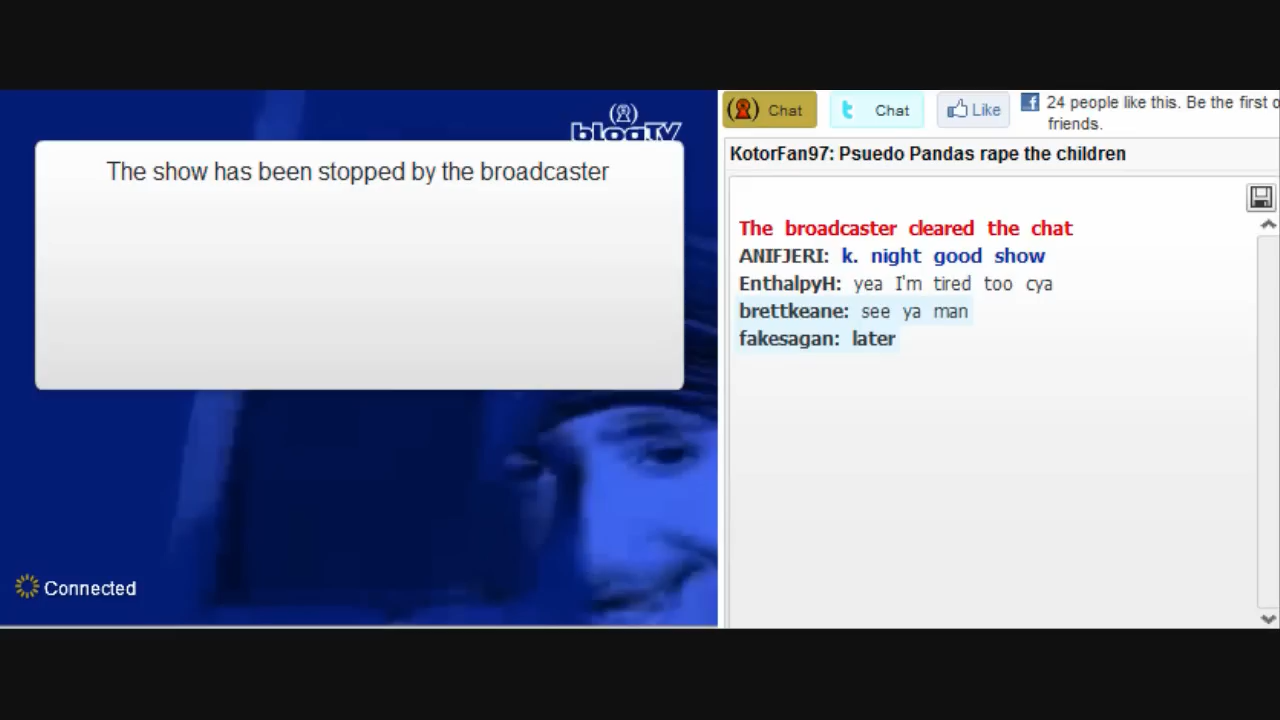 blogTV
The show has been stopped by the broadcaster
Connected
Chat
Chat
Like
24 people like this. Be the first o
friends.
KotorFan97: Psuedo Pandas rape the children
The broadcaster cleared the chat
ANIFJERI: k. night good show
EnthalpyH: yea I'm tired too cya
brettkeane: see ya man
fakesagan: later